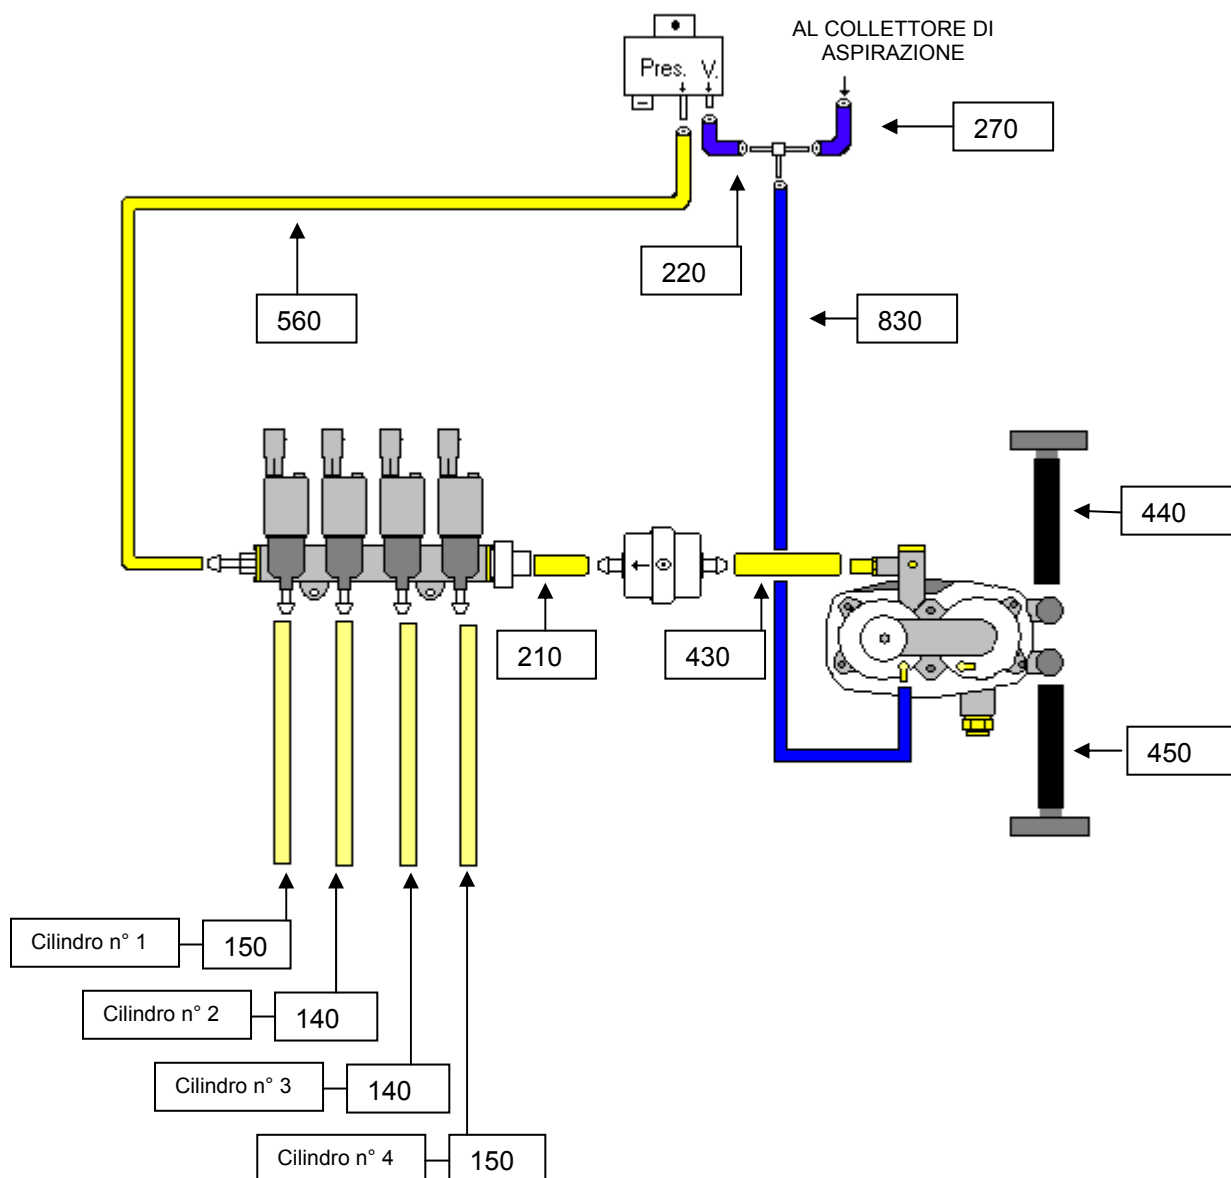 AL COLLETTORE DI
ASPIRAZIONE
Pres. V.
270
220
560
830
440
210
430
450
Cilindro n° 1
150
Cilindro n° 2
140
Cilindro n° 3
140
Cilindro n° 4
150